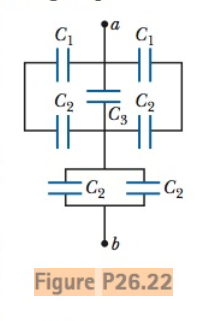 a
C₁ C₁
C₂ C₃ C₂
C₂ C₂
b
Figure P26.22